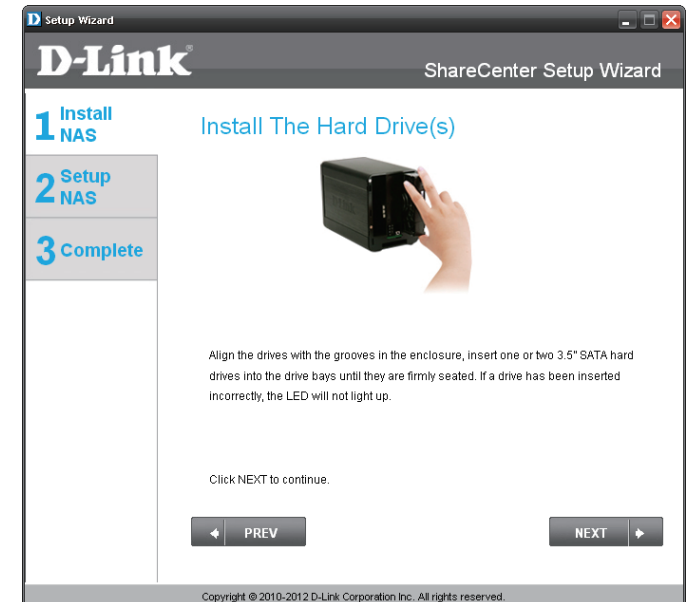 Setup Wizard
D-Link®
ShareCenter Setup Wizard
1 Install
NAS
2 Setup
NAS
3 Complete
Install The Hard Drive(s)
D-Link
Align the drives with the grooves in the enclosure, insert one or two 3.5" SATA hard
drives into the drive bays until they are firmly seated. If a drive has been inserted
incorrectly, the LED will not light up.
Click NEXT to continue.
PREV
NEXT
Copyright © 2010-2012 D-Link Corporation Inc. All rights reserved.